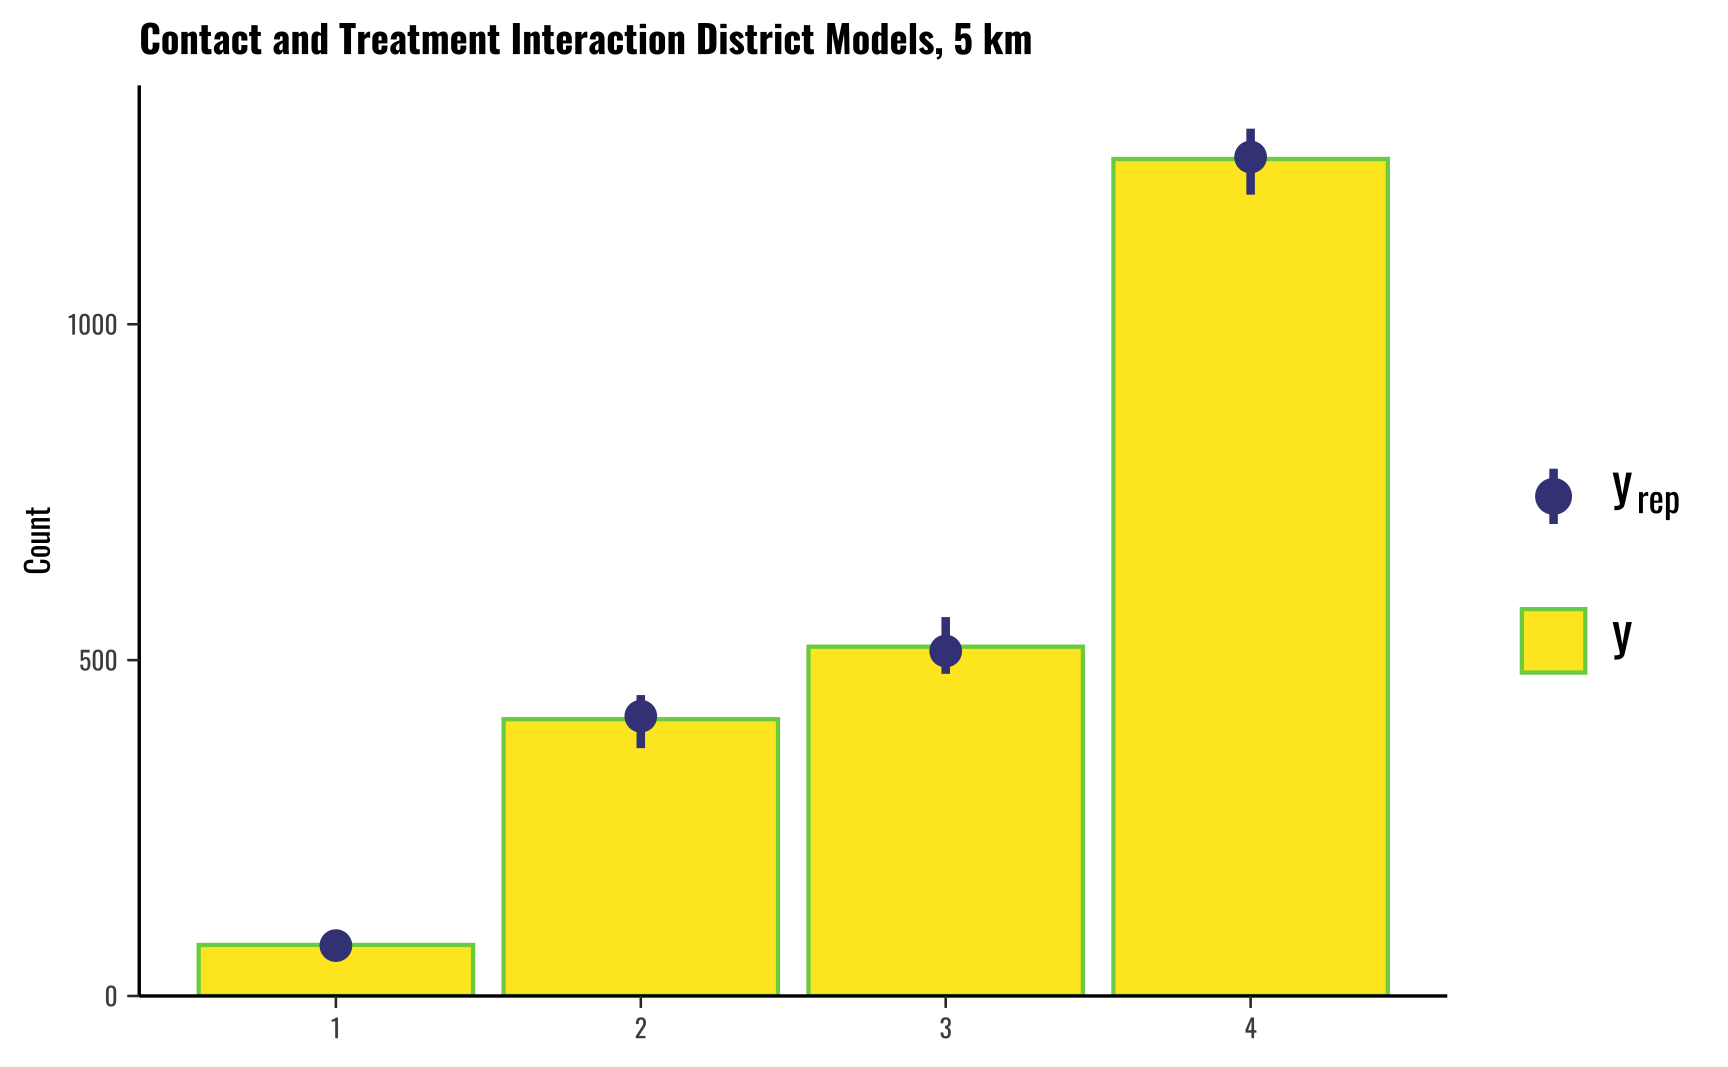 Contact and Treatment Interaction District Models, 5 km
Count
1000
500
0
1
2
3
4
y rep
y